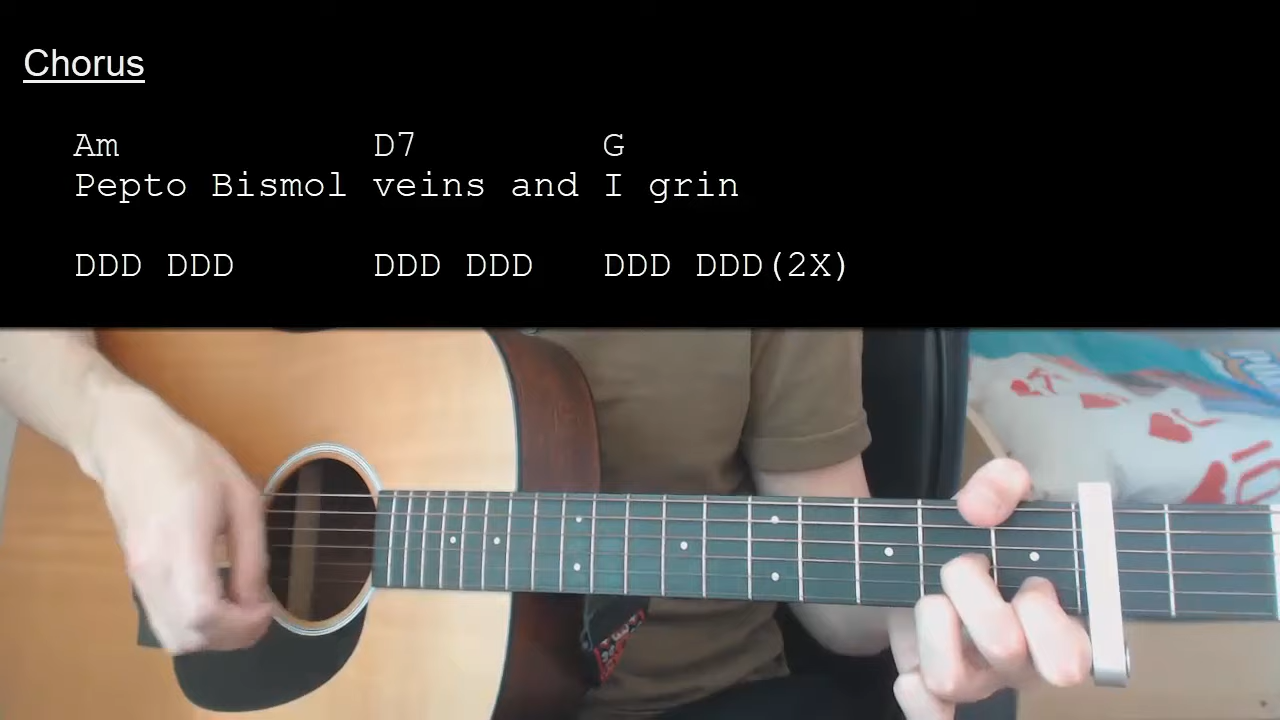 Chorus
Am D7 G
Pepto Bismol veins and I grin
DDD DDD DDD DDD DDD DDD(2X)